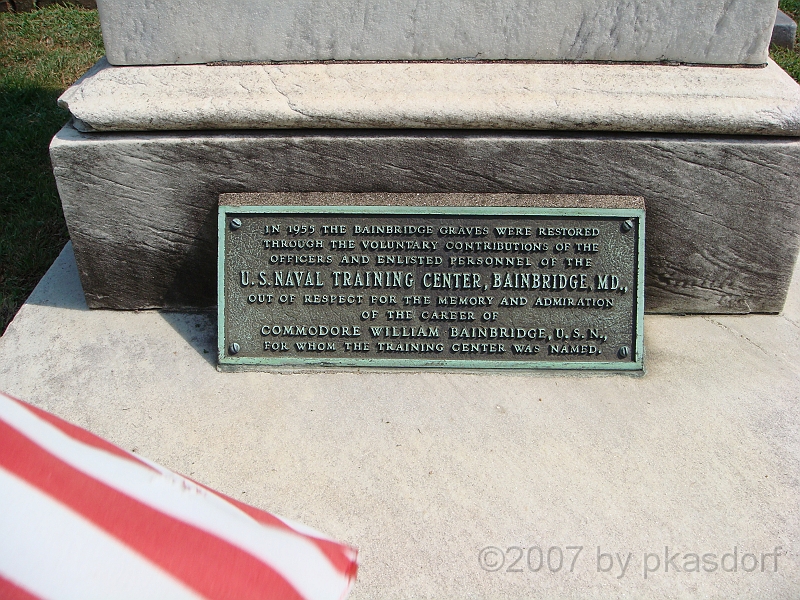 IN 1955 THE BAINBRIDGE GRAVES WERE RESTORED
THROUGH THE VOLUNTARY CONTRIBUTIONS OF THE
OFFICERS AND ENLISTED PERSONNEL OF THE
U.S. NAVAL TRAINING CENTER, BAINBRIDGE, MD.,
OUT OF RESPECT FOR THE MEMORY AND ADMIRATION
OF THE CAREER OF
COMMODORE WILLIAM BAINBRIDGE, U.S.N.,
FOR WHOM THE TRAINING CENTER WAS NAMED.
©2007 by pkasdorf